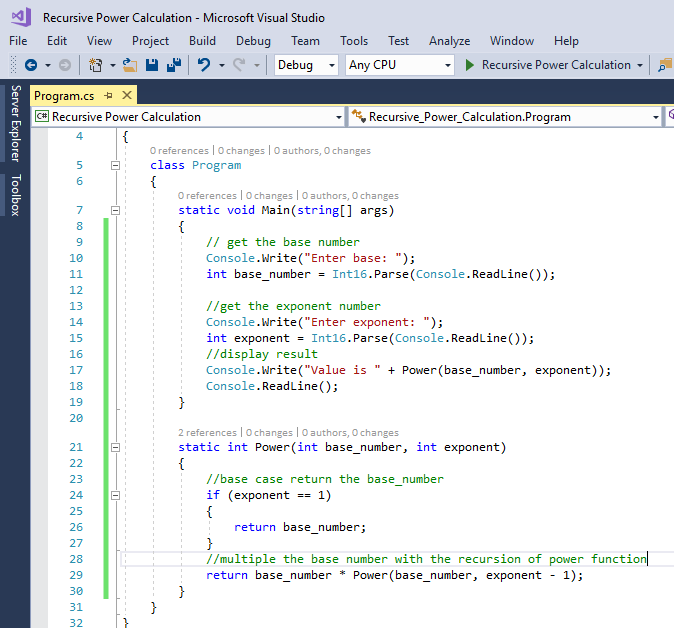 Recursive Power Calculation - Microsoft Visual Studio
File Edit View Project Build Debug Team Tools Test Analyze Window Help
Debug Any CPU Recursive Power Calculation
Server Explorer
Toolbox
Program.cs
C# Recursive Power Calculation Recursive_Power_Calculation.Program
4 {
0 references | 0 changes | 0 authors, 0 changes
5 class Program
6 {
0 references | 0 changes | 0 authors, 0 changes
7 static void Main(string[] args)
8 {
9 // get the base number
10 Console.Write("Enter base: ");
11 int base_number = Int16.Parse(Console.ReadLine());
12
13 //get the exponent number
14 Console.Write("Enter exponent: ");
15 int exponent = Int16.Parse(Console.ReadLine());
16 //display result
17 Console.Write("Value is " + Power(base_number, exponent));
18 Console.ReadLine();
19 }
20
2 references | 0 changes | 0 authors, 0 changes
21 static int Power(int base_number, int exponent)
22 {
23 //base case return the base_number
24 if (exponent == 1)
25 {
26 return base_number;
27 }
28 //multiple the base number with the recursion of power function
29 return base_number * Power(base_number, exponent - 1);
30 }
31 }
32 }